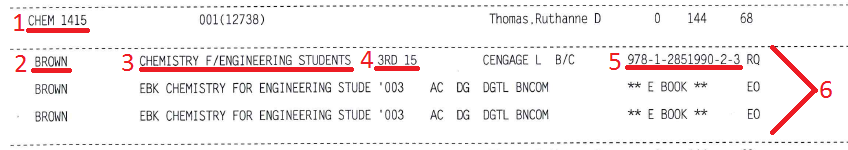 1 CHEM 1415 001(12738) Thomas,Ruthanne D 0 144 68
2 BROWN 3 CHEMISTRY F/ENGINEERING STUDENTS 4 3RD 15 CENGAGE L B/C 5 978-1-2851990-2-3 RQ
BROWN EBK CHEMISTRY FOR ENGINEERING STUDE '003 AC DG DGTL BNCOM ** E BOOK ** EO 6
BROWN EBK CHEMISTRY FOR ENGINEERING STUDE '003 AC DG DGTL BNCOM ** E BOOK ** EO